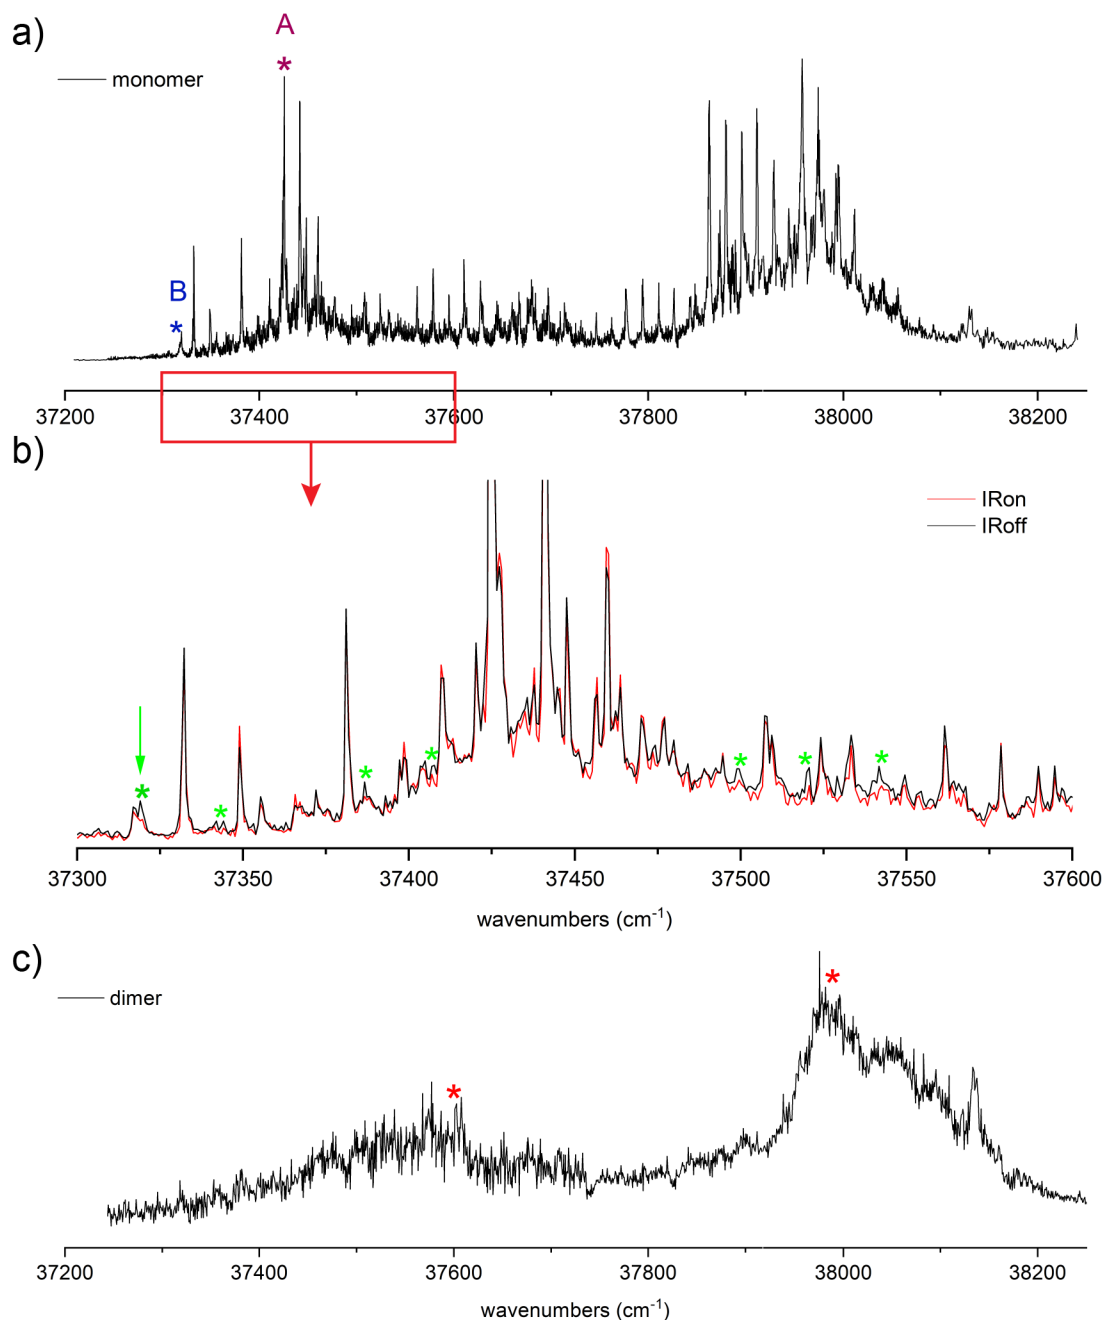 a)
A
*
monomer
B
*
37200 37400 37600 37800 38000 38200
b)
IRon
IRoff
* * * * * * *
37300 37350 37400 37450 37500 37550 37600
wavenumbers (cm⁻¹)
c)
dimer
* *
37200 37400 37600 37800 38000 38200
wavenumbers (cm⁻¹)